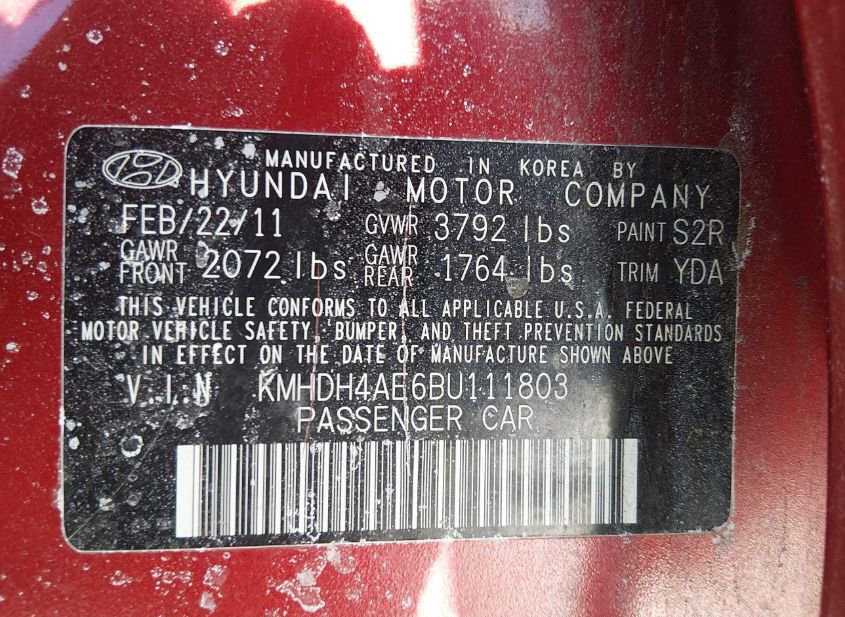 MANUFACTURED IN KOREA BY
HYUNDAI MOTOR COMPANY
FEB/22/11 GVWR 3792 lbs PAINT S2R
GAWR FRONT 2072 lbs GAWR REAR 1764 lbs TRIM YDA
THIS VEHICLE CONFORMS TO ALL APPLICABLE U.S.A. FEDERAL
MOTOR VEHICLE SAFETY, BUMPER, AND THEFT PREVENTION STANDARDS
IN EFFECT ON THE DATE OF MANUFACTURE SHOWN ABOVE
V.I.N KMHDH4AE6BU111803
PASSENGER CAR